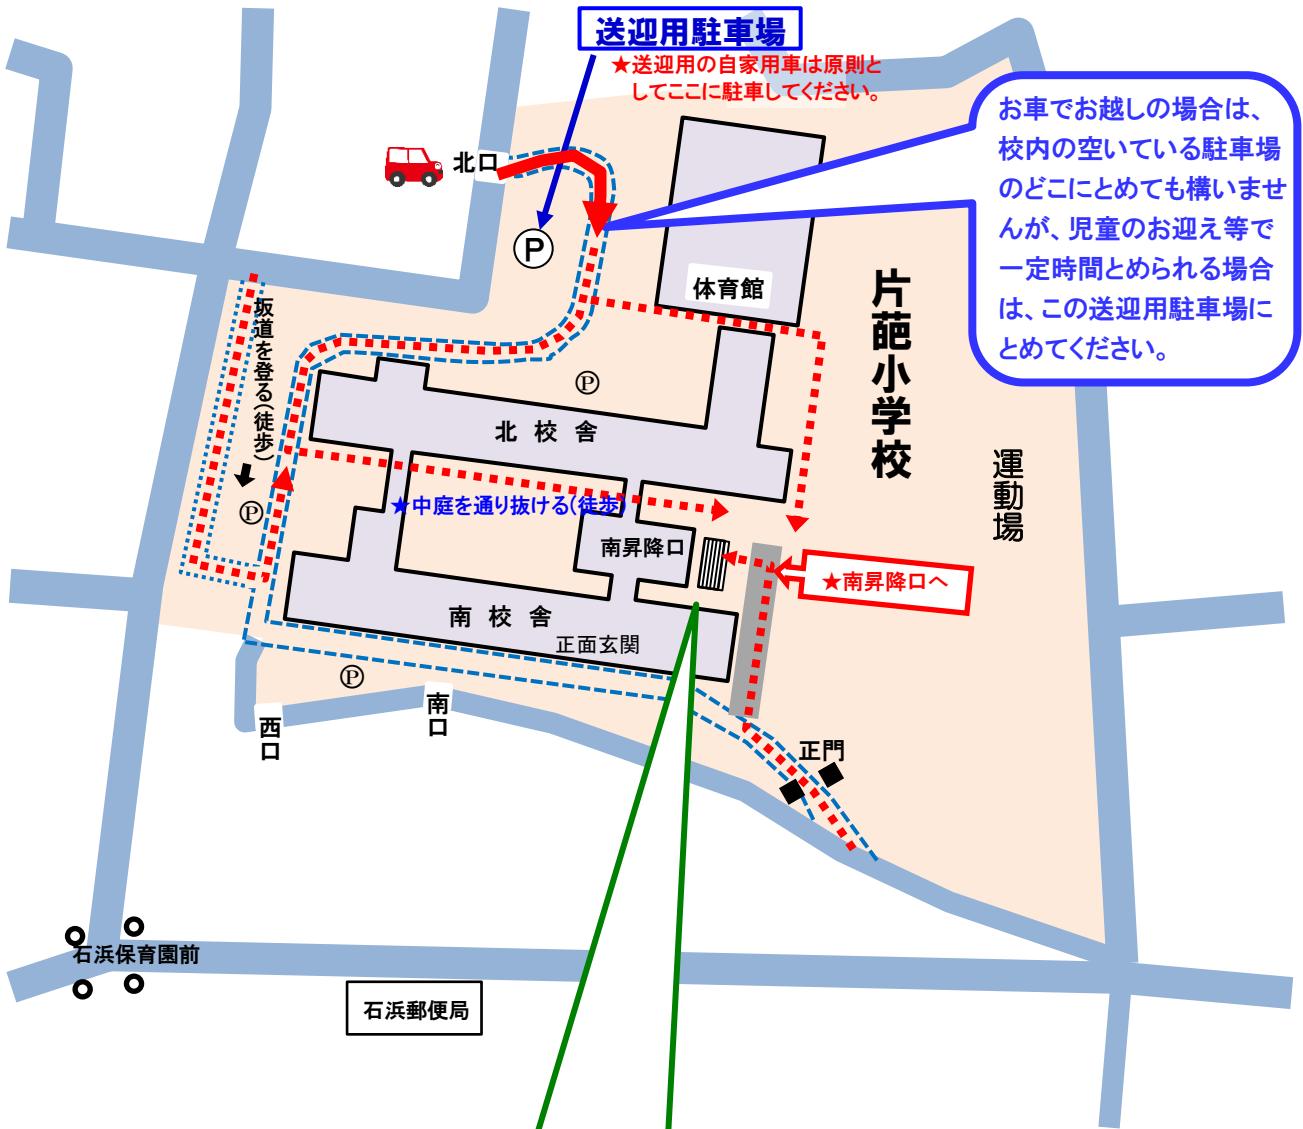 送迎用駐車場
★送迎用の自家用車は原則と
してここに駐車してください。
お車でお越しの場合は、
校内の空いている駐車場
のどこにとめても構いませ
んが、児童のお迎え等で
一定時間とめられる場合
は、この送迎用駐車場に
とめてください。
北口
P
体育館
片葩小学校
坂道を登る(徒歩)
P
北校舎
運動場
P
★中庭を通り抜ける(徒歩)
南昇降口
★南昇降口へ
南校舎
正面玄関
P
南口
西口
正門
石浜保育園前
石浜郵便局